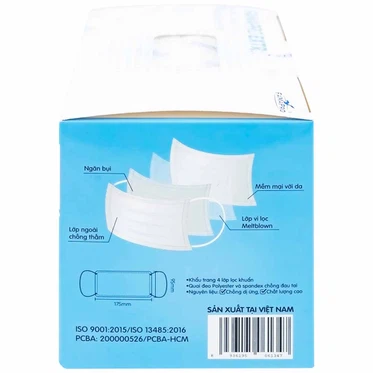 Ngăn bụi
Mềm mại với da
Lớp vi lọc
Meltblown
Lớp ngoài
chống thấm
175mm
95mm
•Khẩu trang 4 lớp lọc khuẩn
•Quai đeo Polyester và spandex chống đau tai
•Nguyên liệu: Chống dị ứng, Chất lượng cao
SẢN XUẤT TẠI VIỆT NAM
ISO 9001:2015/ISO 13485:2016
PCBA: 200000526/PCBA-HCM